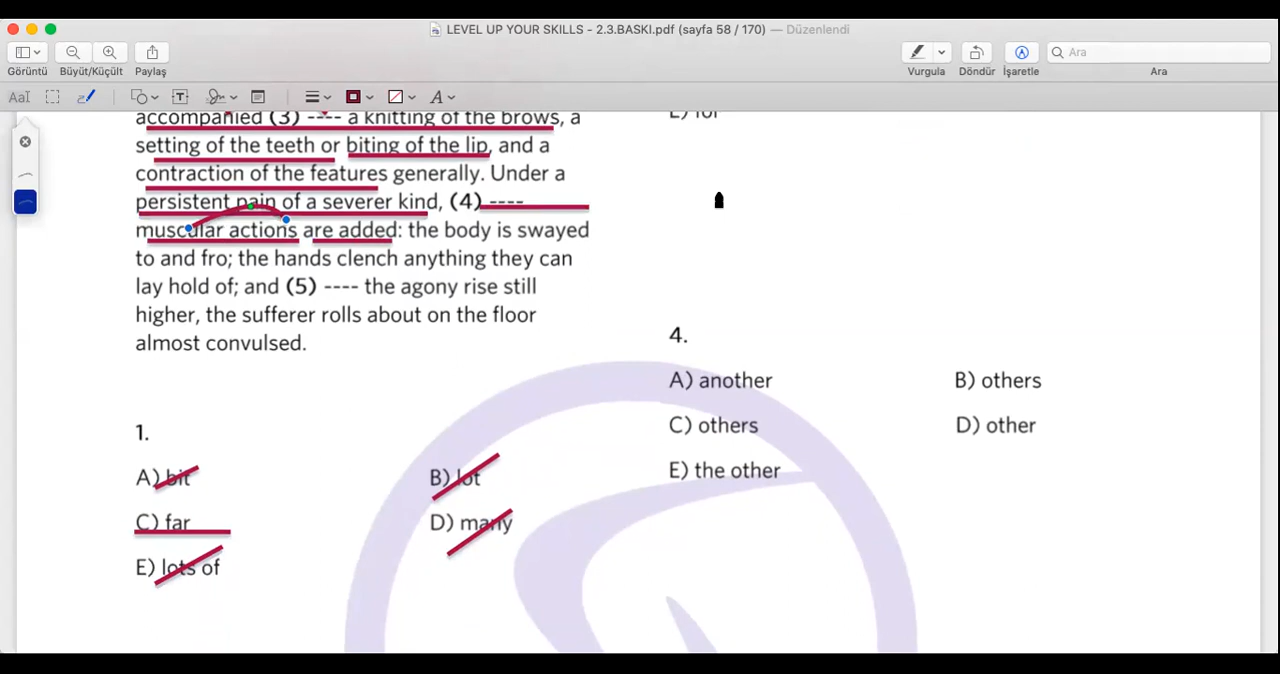 LEVEL UP YOUR SKILLS - 2.3.BASKI.pdf (sayfa 58 / 170) — Düzenlendi
Görüntü
Büyüt/Küçült
Paylaş
Vurgula
Döndür
İşaretle
Ara
Ara
AaI
T
A
accompanied (3) ---- a knitting of the brows, a
setting of the teeth or biting of the lip, and a
contraction of the features generally. Under a
persistent pain of a severer kind, (4) ----
muscular actions are added: the body is swayed
to and fro; the hands clench anything they can
lay hold of; and (5) ---- the agony rise still
higher, the sufferer rolls about on the floor
almost convulsed.
1.
A) bit
B) lot
C) far
D) many
E) lots of
E) for
4.
A) another
B) others
C) others
D) other
E) the other